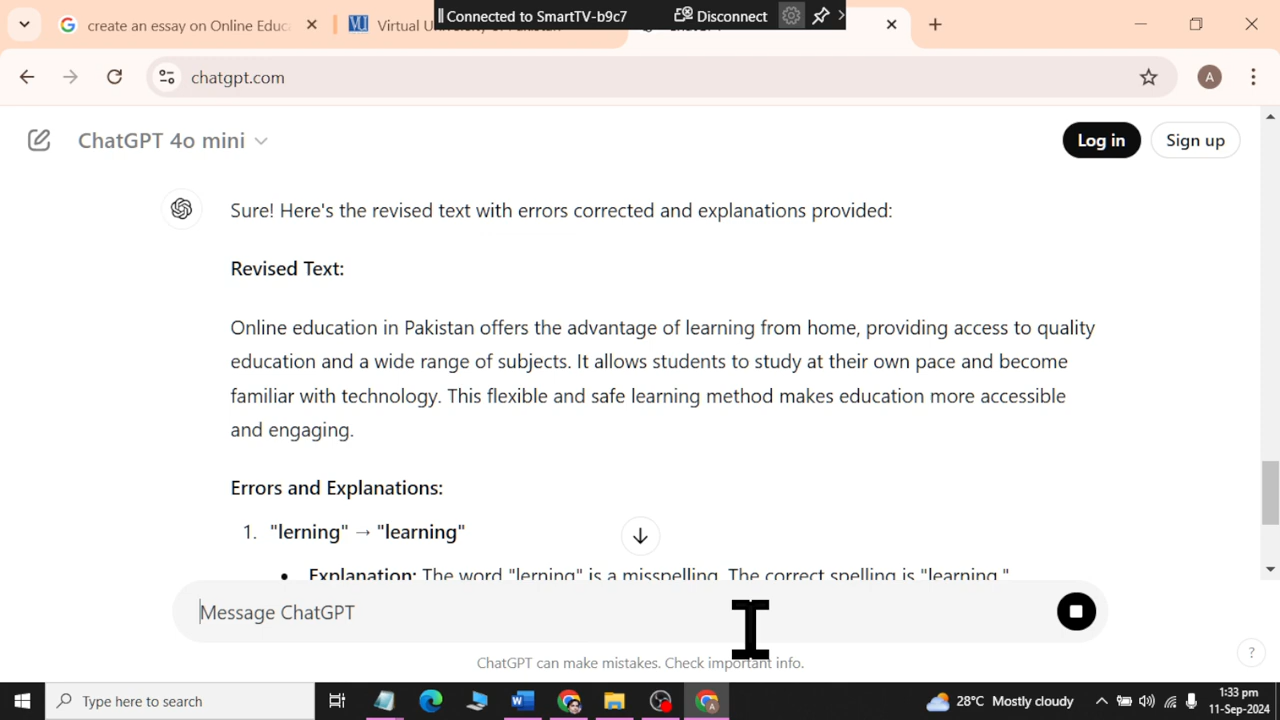 create an essay on Online Educa
Virtual U
Connected to SmartTV-b9c7
Disconnect
chatgpt.com
A
ChatGPT 4o mini
Log in
Sign up
Sure! Here's the revised text with errors corrected and explanations provided:
Revised Text:
Online education in Pakistan offers the advantage of learning from home, providing access to quality
education and a wide range of subjects. It allows students to study at their own pace and become
familiar with technology. This flexible and safe learning method makes education more accessible
and engaging.
Errors and Explanations:
1. "lerning" → "learning"
• Explanation: The word "lerning" is a misspelling. The correct spelling is "learning."
Message ChatGPT
ChatGPT can make mistakes. Check important info.
?
Type here to search
28°C Mostly cloudy
1:33 pm
11-Sep-2024